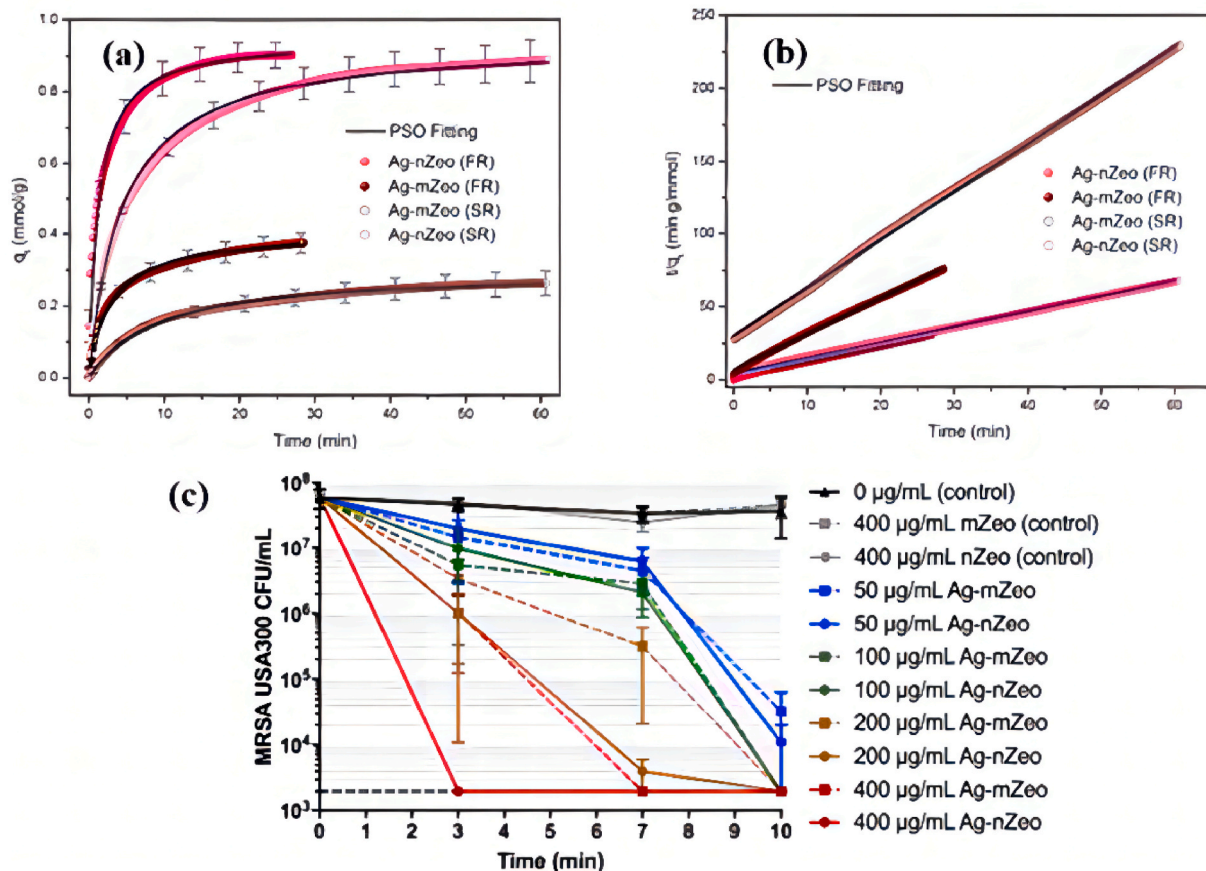 (a)
1.0
0.8
0.6
0.4
0.2
0.0
qt (mmol/g)
PSO Fitting
Ag-nZeo (FR)
Ag-mZeo (FR)
Ag-mZeo (SR)
Ag-nZeo (SR)
0 10 20 30 40 50 60
Time (min)
(b)
250
200
150
100
50
0
t/qt (min g/mmol)
PSO Fitting
Ag-nZeo (FR)
Ag-mZeo (FR)
Ag-mZeo (SR)
Ag-nZeo (SR)
0 10 20 30 40 50 60
Time (min)
(c)
10⁸
10⁷
10⁶
10⁵
10⁴
10³
MRSA USA300 CFU/mL
0 1 2 3 4 5 6 7 8 9 10
Time (min)
0 µg/mL (control)
400 µg/mL mZeo (control)
400 µg/mL nZeo (control)
50 µg/mL Ag-mZeo
50 µg/mL Ag-nZeo
100 µg/mL Ag-mZeo
100 µg/mL Ag-nZeo
200 µg/mL Ag-mZeo
200 µg/mL Ag-nZeo
400 µg/mL Ag-mZeo
400 µg/mL Ag-nZeo